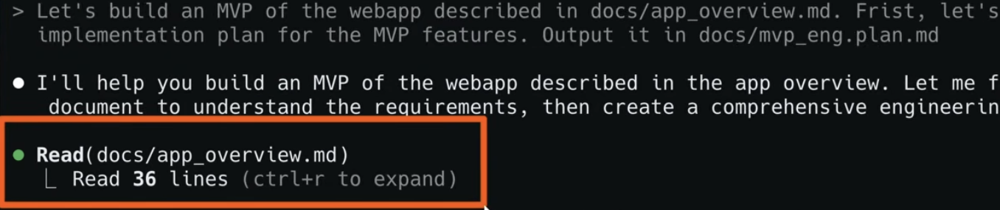 > Let's build an MVP of the webapp described in docs/app_overview.md. Frist, let's
implementation plan for the MVP features. Output it in docs/mvp_eng.plan.md
● I'll help you build an MVP of the webapp described in the app overview. Let me f
document to understand the requirements, then create a comprehensive engineerin
● Read(docs/app_overview.md)
⎿ Read 36 lines (ctrl+r to expand)